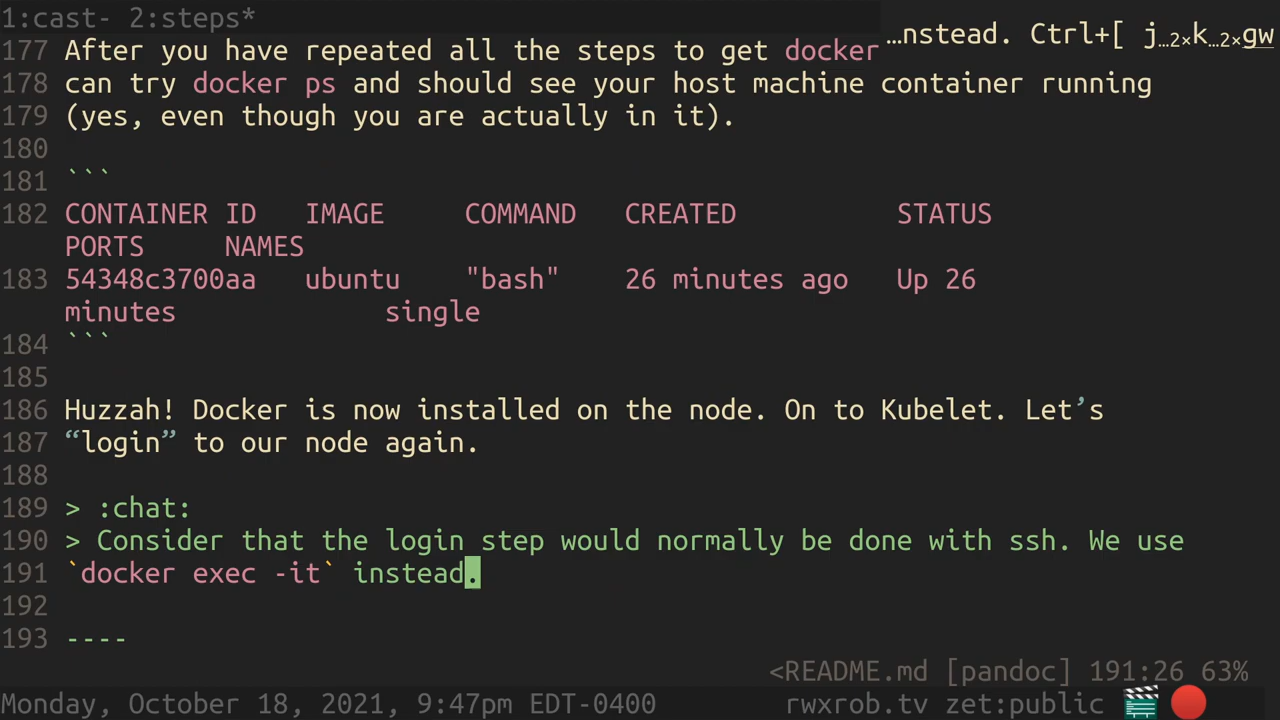 1:cast- 2:steps*
…nstead. Ctrl+[ j…2×k…2×gw
177 After you have repeated all the steps to get docker
178 can try docker ps and should see your host machine container running
179 (yes, even though you are actually in it).
180
181 ```
182 CONTAINER ID   IMAGE     COMMAND   CREATED          STATUS
PORTS     NAMES
183 54348c3700aa   ubuntu    "bash"    26 minutes ago   Up 26
minutes             single
184 ```
185
186 Huzzah! Docker is now installed on the node. On to Kubelet. Let’s
187 “login” to our node again.
188
189 > :chat:
190 > Consider that the login step would normally be done with ssh. We use
191 `docker exec -it` instead.
192
193 ----
<README.md [pandoc] 191:26 63%
Monday, October 18, 2021, 9:47pm EDT-0400 rwxrob.tv zet:public